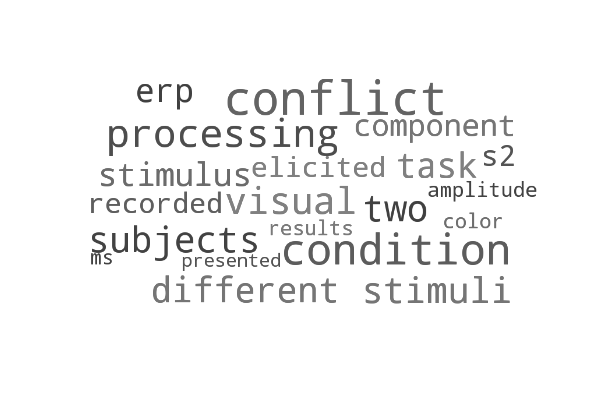 erp conflict
processing component
stimulus elicited task s2
recorded visual two amplitude
results color
subjects condition
ms presented
different stimuli